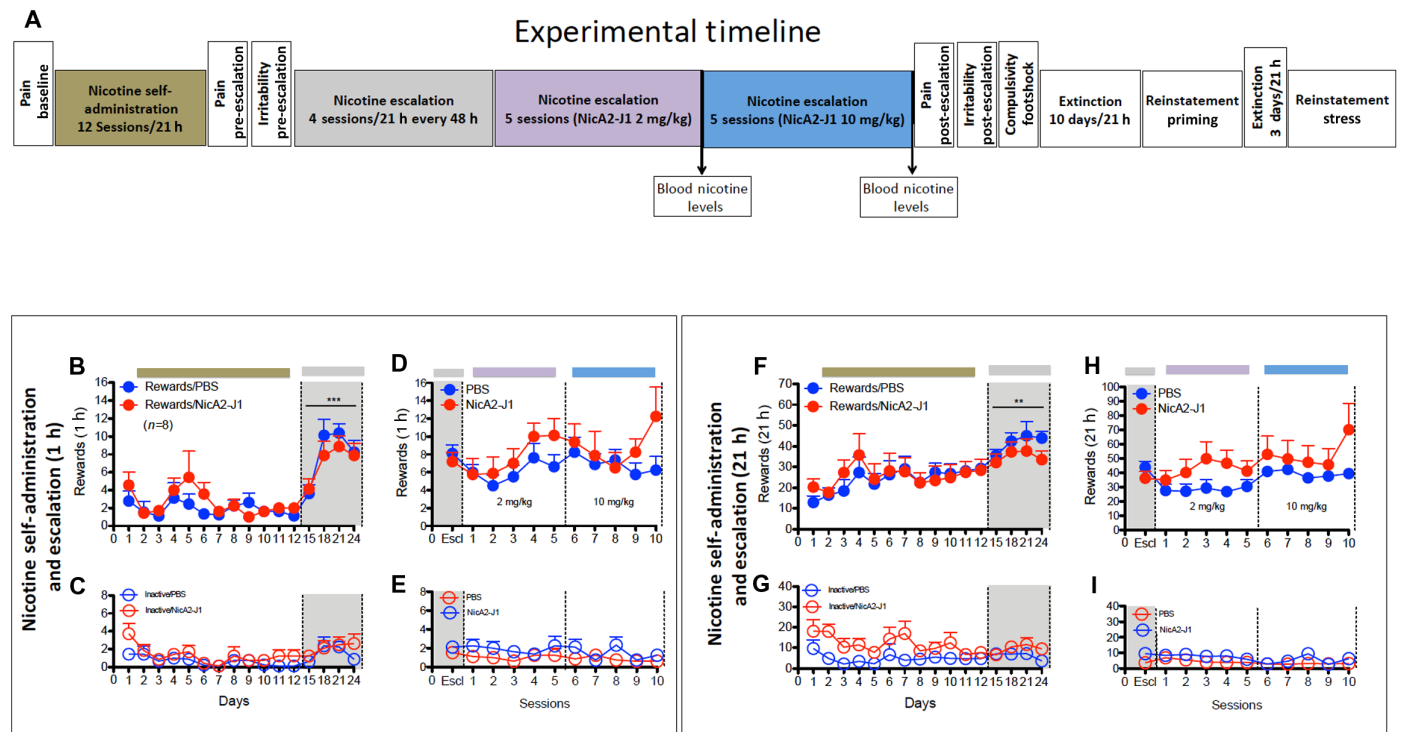 A
Experimental timeline
Pain
baseline
Nicotine self-
administration
12 Sessions/21 h
Pain
pre-escalation
Irritability
pre-escalation
Nicotine escalation
4 sessions/21 h every 48 h
Nicotine escalation
5 sessions (NicA2-J1 2 mg/kg)
Nicotine escalation
5 sessions (NicA2-J1 10 mg/kg)
Pain
post-escalation
Irritability
post-escalation
Compulsivity
footshock
Extinction
10 days/21 h
Reinstatement
priming
Extinction
3 days/21 h
Reinstatement
stress
Blood nicotine
levels
Blood nicotine
levels
Nicotine self-administration
and escalation (1 h)
B
Rewards (1 h)
16
14
12
10
8
6
4
2
0
Rewards/PBS
Rewards/NicA2-J1
(n=8)
***
0 1 2 3 4 5 6 7 8 9 10 11 12 15 18 21 24
C
8
6
4
2
0
Inactive/PBS
Inactive/NicA2-J1
0 1 2 3 4 5 6 7 8 9 10 11 12 15 18 21 24
Days
D
Rewards (1 h)
16
14
12
10
8
6
4
2
0
PBS
NicA2-J1
2 mg/kg
10 mg/kg
0 Escl 1 2 3 4 5 6 7 8 9 10
E
8
6
4
2
0
PBS
NicA2-J1
0 Escl 1 2 3 4 5 6 7 8 9 10
Sessions
Nicotine self-administration
and escalation (21 h)
F
Rewards (21 h)
70
60
50
40
30
20
10
0
Rewards/PBS
Rewards/NicA2-J1
**
0 1 2 3 4 5 6 7 8 9 10 11 12 15 18 21 24
G
40
30
20
10
0
Inactive/PBS
Inactive/NicA2-J1
0 1 2 3 4 5 6 7 8 9 10 11 12 15 18 21 24
Days
H
Rewards (21 h)
100
90
80
70
60
50
40
30
20
10
0
PBS
NicA2-J1
2 mg/kg
10 mg/kg
0 Escl 1 2 3 4 5 6 7 8 9 10
I
40
30
20
10
0
PBS
NicA2-J1
0 Escl 1 2 3 4 5 6 7 8 9 10
Sessions